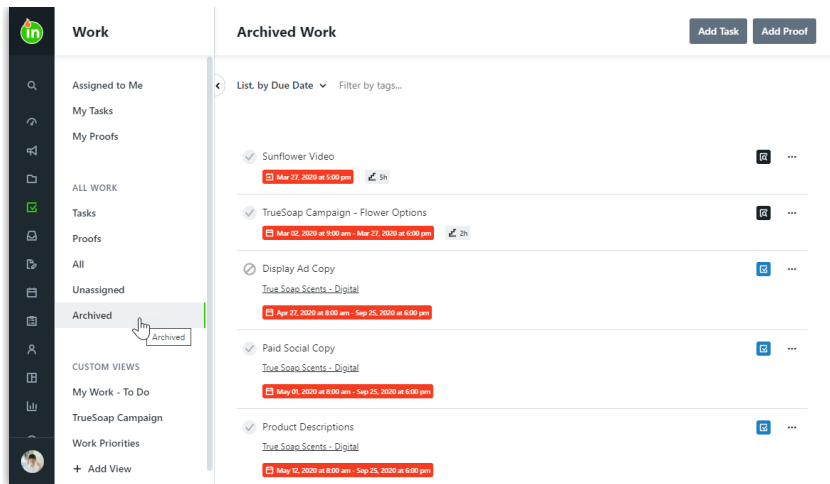 in
Work
Assigned to Me
My Tasks
My Proofs
ALL WORK
Tasks
Proofs
All
Unassigned
Archived
Archived
CUSTOM VIEWS
My Work - To Do
TrueSoap Campaign
Work Priorities
+ Add View
Archived Work
Add Task
Add Proof
List, by Due Date
Filter by tags...
Sunflower Video
Mar 27, 2020 at 5:00 pm
5h
TrueSoap Campaign - Flower Options
Mar 02, 2020 at 9:00 am - Mar 27, 2020 at 6:00 pm
2h
Display Ad Copy
True Soap Scents - Digital
Apr 27, 2020 at 8:00 am - Sep 25, 2020 at 6:00 pm
Paid Social Copy
True Soap Scents - Digital
May 01, 2020 at 8:00 am - Sep 25, 2020 at 6:00 pm
Product Descriptions
True Soap Scents - Digital
May 12, 2020 at 8:00 am - Sep 25, 2020 at 6:00 pm